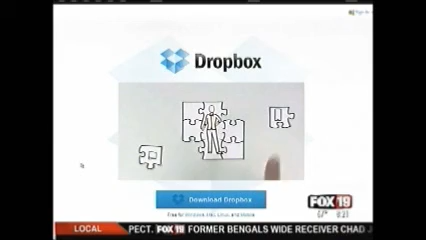 Dropbox
Download Dropbox
FOX 19
LOCAL
PECT. FOX 19 FORMER BENGALS WIDE RECEIVER CHAD J